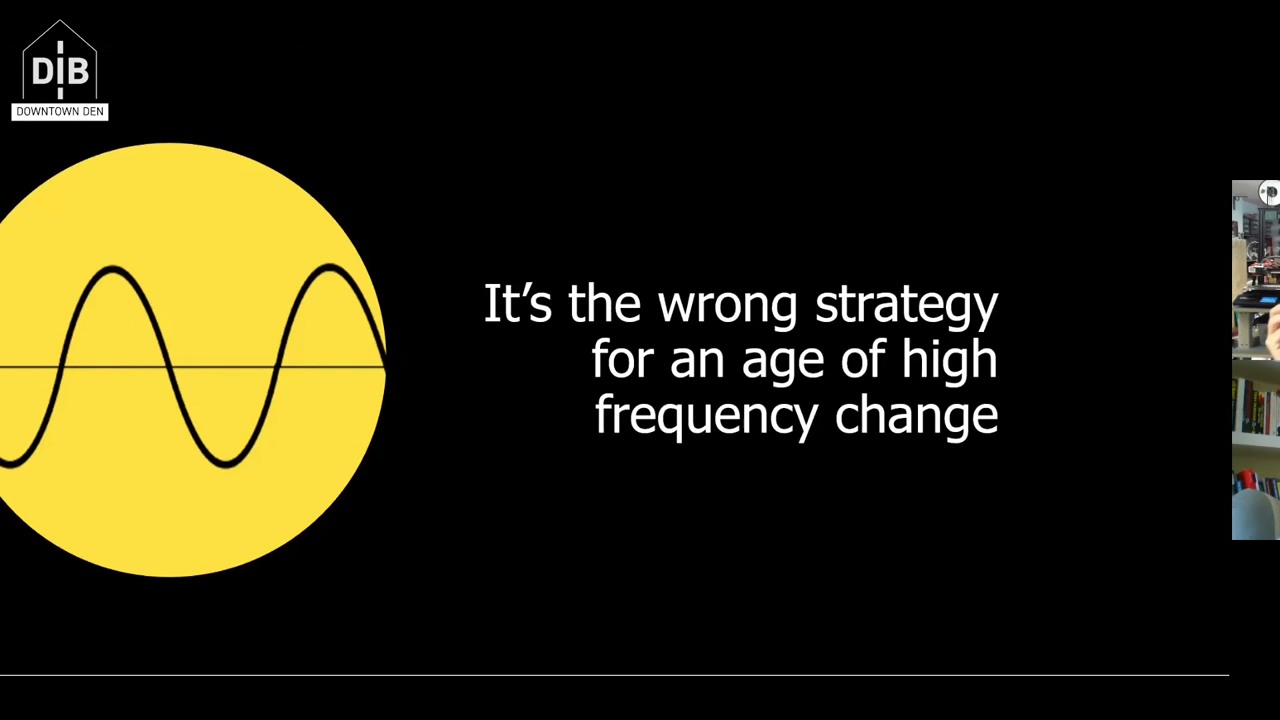 DIB
DOWNTOWN DEN
It’s the wrong strategy
for an age of high
frequency change